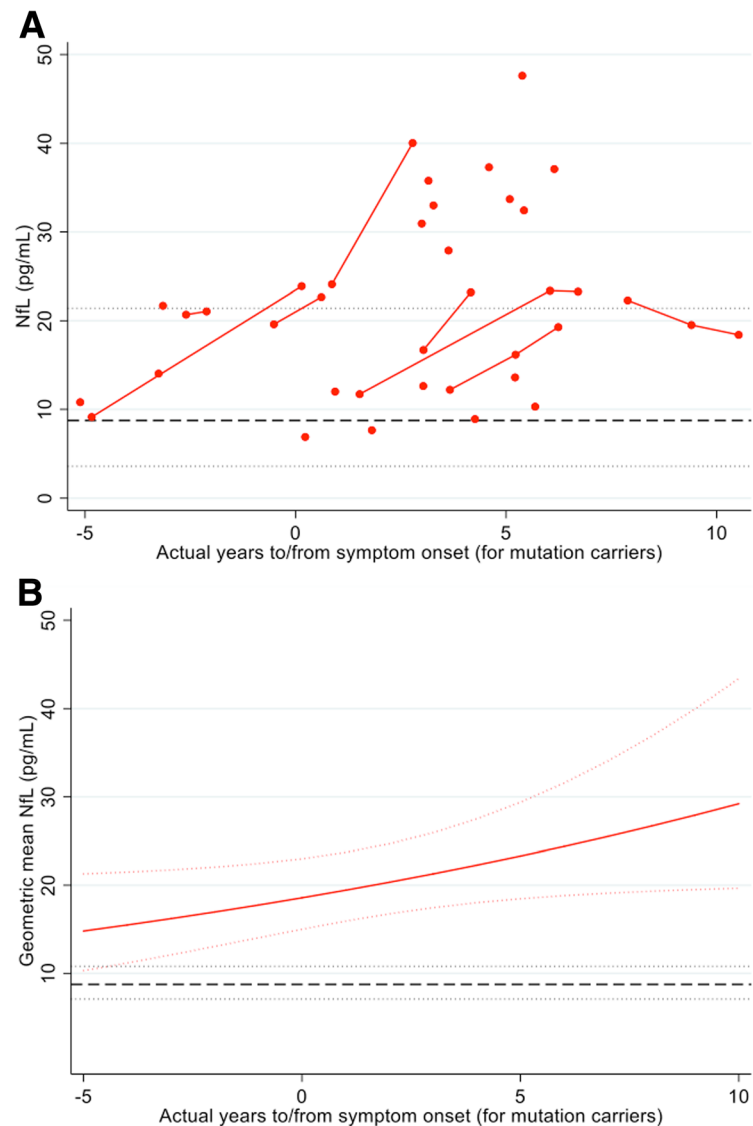 A
50
40
30
20
10
0
NfL (pg/mL)
-5 0 5 10
Actual years to/from symptom onset (for mutation carriers)
B
50
40
30
20
10
Geometric mean NfL (pg/mL)
-5 0 5 10
Actual years to/from symptom onset (for mutation carriers)